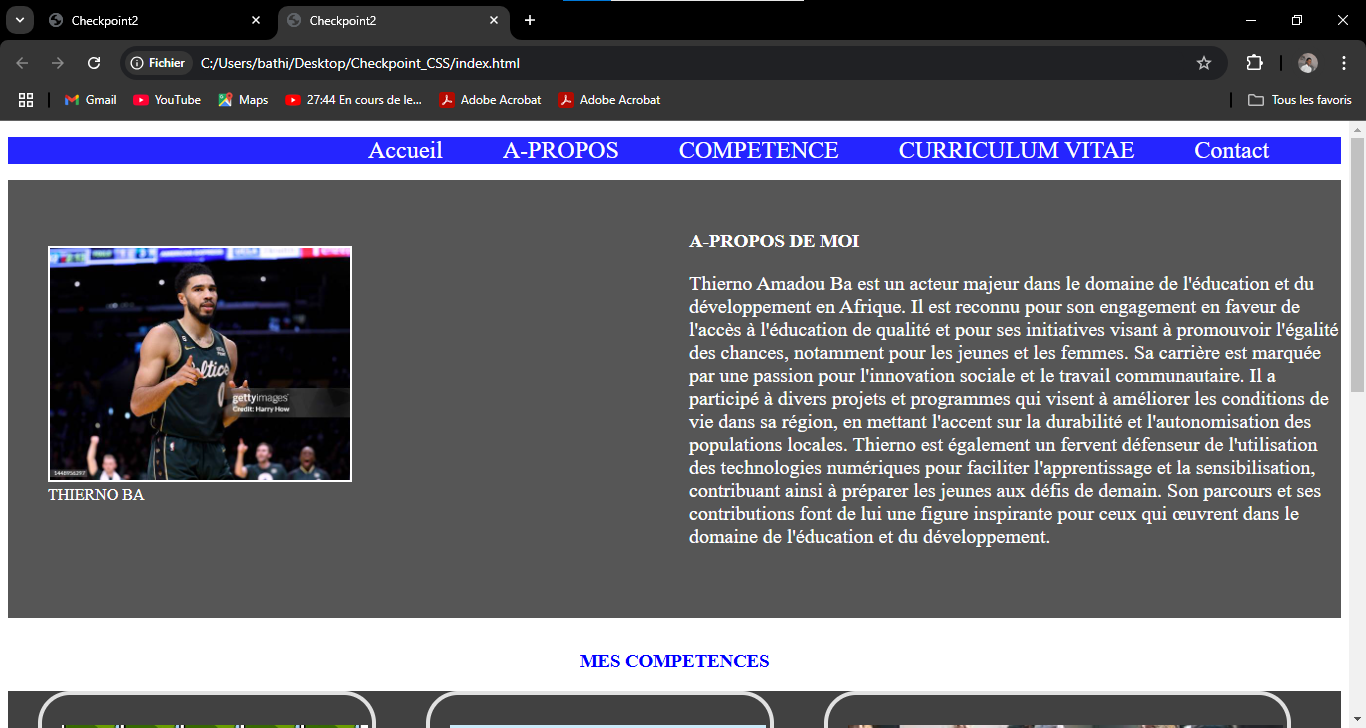 Checkpoint2
Checkpoint2
Fichier
C:/Users/bathi/Desktop/Checkpoint_CSS/index.html
Gmail
YouTube
Maps
27:44 En cours de le...
Adobe Acrobat
Adobe Acrobat
Tous les favoris
Accueil
A-PROPOS
COMPETENCE
CURRICULUM VITAE
Contact
gettyimages
Credit: Harry How
1448956297
THIERNO BA
A-PROPOS DE MOI
Thierno Amadou Ba est un acteur majeur dans le domaine de l'éducation et du
développement en Afrique. Il est reconnu pour son engagement en faveur de
l'accès à l'éducation de qualité et pour ses initiatives visant à promouvoir l'égalité
des chances, notamment pour les jeunes et les femmes. Sa carrière est marquée
par une passion pour l'innovation sociale et le travail communautaire. Il a
participé à divers projets et programmes qui visent à améliorer les conditions de
vie dans sa région, en mettant l'accent sur la durabilité et l'autonomisation des
populations locales. Thierno est également un fervent défenseur de l'utilisation
des technologies numériques pour faciliter l'apprentissage et la sensibilisation,
contribuant ainsi à préparer les jeunes aux défis de demain. Son parcours et ses
contributions font de lui une figure inspirante pour ceux qui œuvrent dans le
domaine de l'éducation et du développement.
MES COMPETENCES